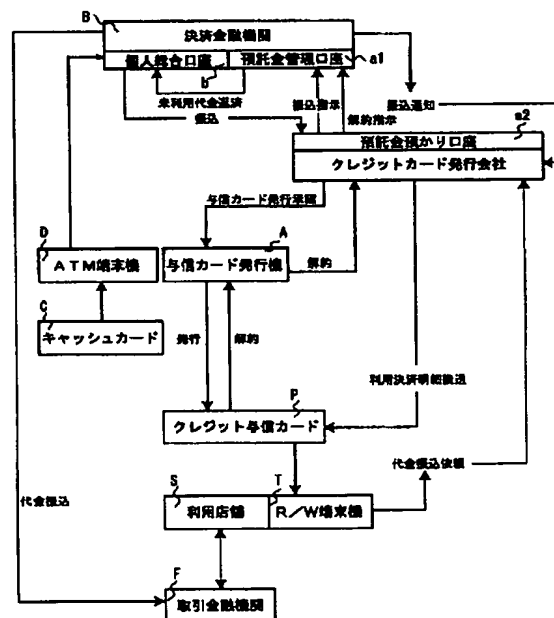 B
決済金融機関
個人総合口座
預託金管理口座
a1
b
未利用代金返済
振込
振込指示
解約指示
振込通知
a2
預託金預かり口座
クレジットカード発行会社
与信カード発行承諾
D
A
ATM端末機
与信カード発行機
解約
C
キャッシュカード
発行
解約
利用決済明細換送
P
クレジット与信カード
代金振込依頼
S
T
利用店舗
R/W端末機
代金振込
F
取引金融機関